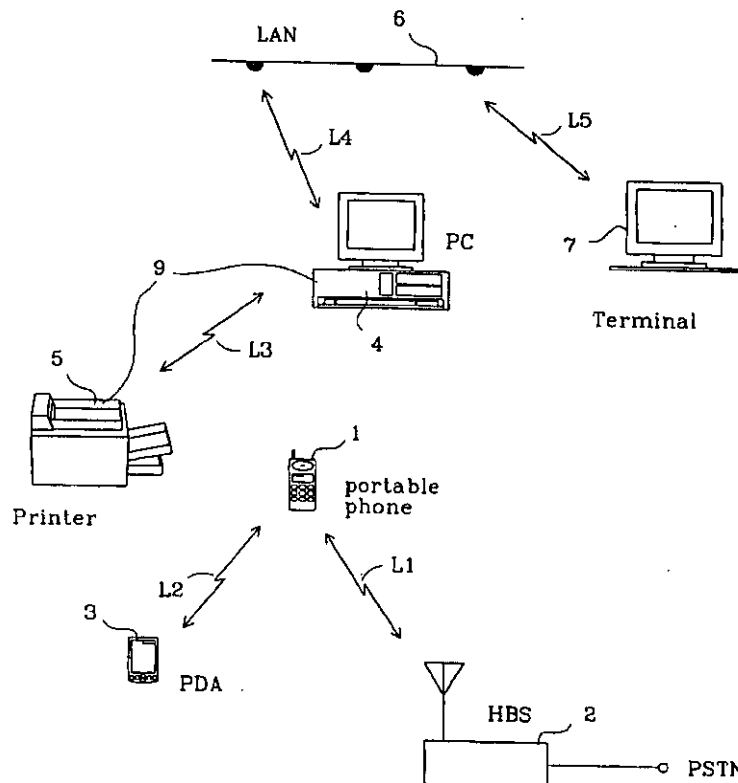 LAN
6
L4
L5
PC
7
9
4
Terminal
L3
5
1
portable
phone
Printer
L2
L1
3
PDA
HBS
2
PSTN